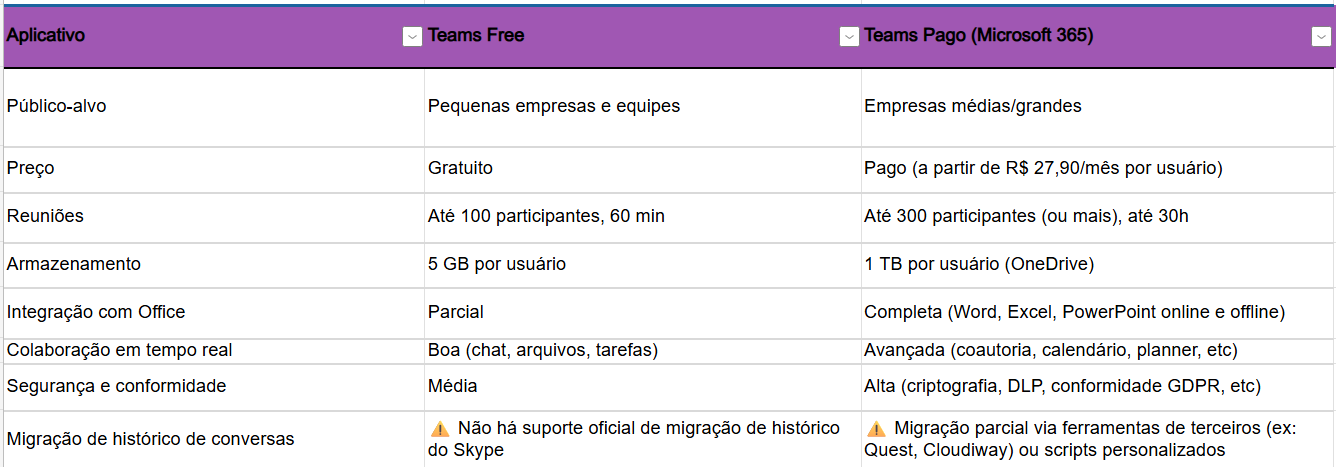 Aplicativo Teams Free Teams Pago (Microsoft 365)
Público-alvo Pequenas empresas e equipes Empresas médias/grandes
Preço Gratuito Pago (a partir de R$ 27,90/mês por usuário)
Reuniões Até 100 participantes, 60 min Até 300 participantes (ou mais), até 30h
Armazenamento 5 GB por usuário 1 TB por usuário (OneDrive)
Integração com Office Parcial Completa (Word, Excel, PowerPoint online e offline)
Colaboração em tempo real Boa (chat, arquivos, tarefas) Avançada (coautoria, calendário, planner, etc)
Segurança e conformidade Média Alta (criptografia, DLP, conformidade GDPR, etc)
Migração de histórico de conversas
⚠️ Não há suporte oficial de migração de histórico
do Skype
⚠️ Migração parcial via ferramentas de terceiros (ex:
Quest, Cloudiway) ou scripts personalizados